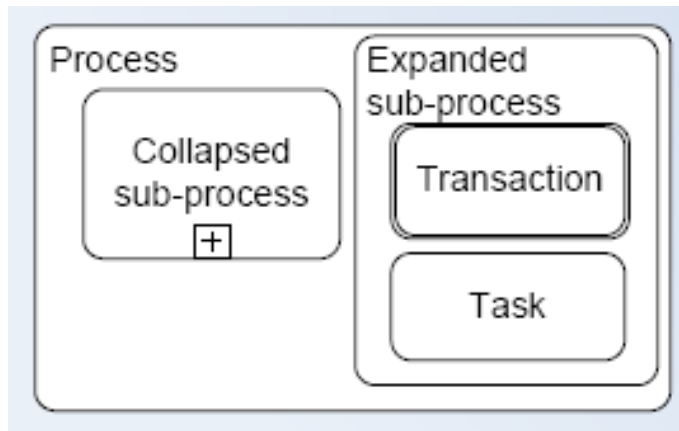 Process
Collapsed
sub-process
Expanded
sub-process
Transaction
Task